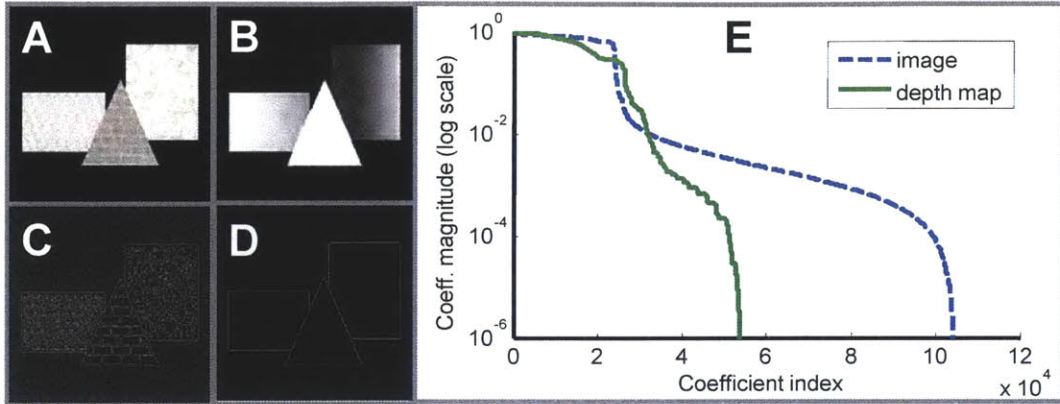 A
B
C
D
E
image
depth map
Coeff. magnitude (log scale)
10^0
10^-2
10^-4
10^-6
0
2
4
6
8
10
12
x 10^4
Coefficient index